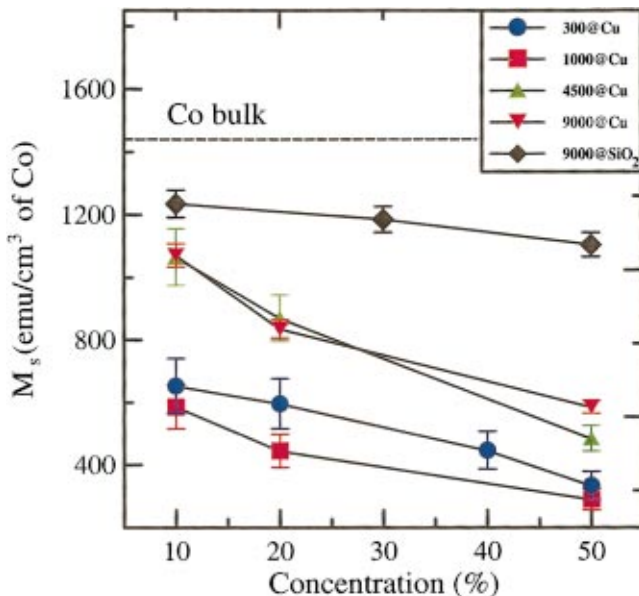 300@Cu
1000@Cu
4500@Cu
9000@Cu
9000@SiO₂
Co bulk
1600
1200
800
400
Mₛ(emu/cm³ of Co)
10 20 30 40 50
Concentration (%)